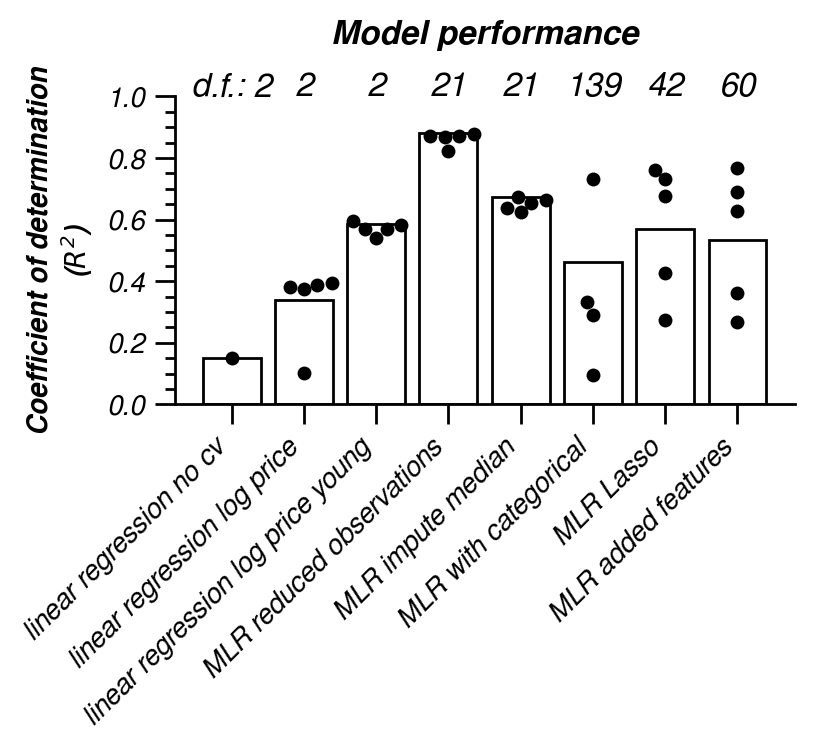 Model performance
d.f.: 2 2 2 21 21 139 42 60
Coefficient of determination
(R²)
1.0
0.8
0.6
0.4
0.2
0.0
linear regression no cv
linear regression log price
linear regression log price young
MLR reduced observations
MLR impute median
MLR with categorical
MLR Lasso
MLR added features